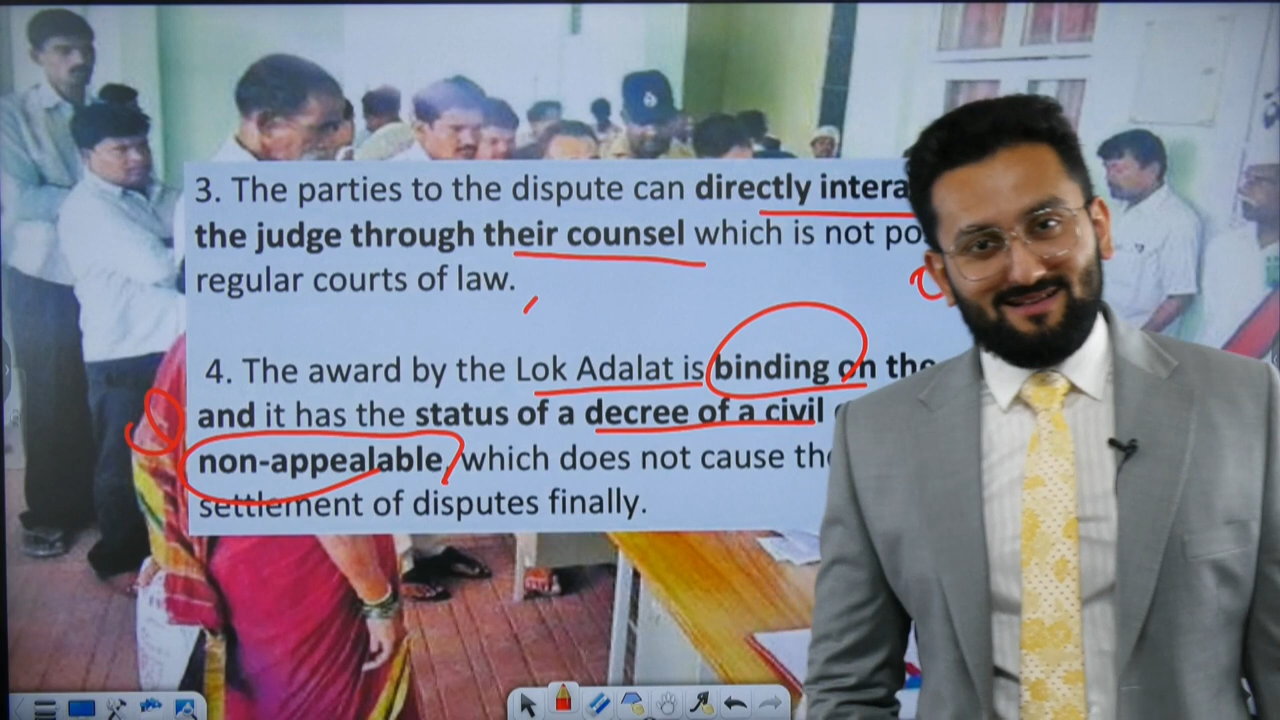 3. The parties to the dispute can directly intera
the judge through their counsel which is not po
regular courts of law.
4. The award by the Lok Adalat is binding on the
and it has the status of a decree of a civil
non-appealable, which does not cause the
settlement of disputes finally.